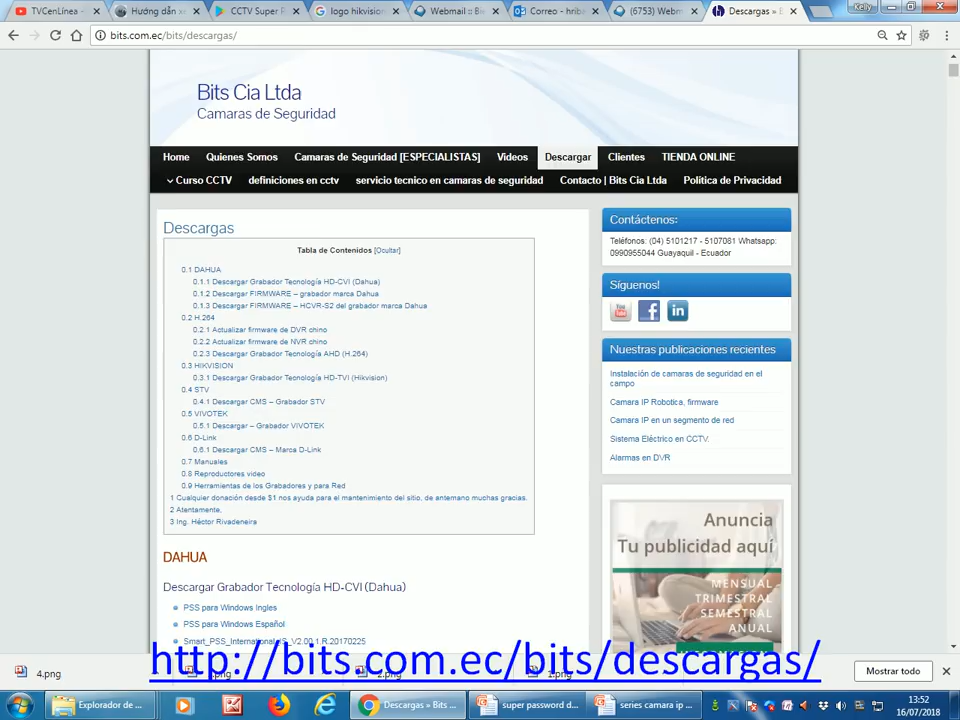 TVCenLínea -
Hướng dẫn x
CCTV Super P
logo hikvision
Webmail :: Bi
Correo - hriba
(6753) Webm
Descargas » B
Kelly
bits.com.ec/bits/descargas/
Bits Cia Ltda
Camaras de Seguridad
Home
Quienes Somos
Camaras de Seguridad [ESPECIALISTAS]
Videos
Descargar
Clientes
TIENDA ONLINE
Curso CCTV
definiciones en cctv
servicio tecnico en camaras de seguridad
Contacto | Bits Cia Ltda
Politica de Privacidad
Descargas
Tabla de Contenidos [Ocultar]
0.1 DAHUA
0.1.1 Descargar Grabador Tecnología HD-CVI (Dahua)
0.1.2 Descargar FIRMWARE – grabador marca Dahua
0.1.3 Descargar FIRMWARE – HCVR-S2 del grabador marca Dahua
0.2 H.264
0.2.1 Actualizar firmware de DVR chino
0.2.2 Actualizar firmware de NVR chino
0.2.3 Descargar Grabador Tecnología AHD (H.264)
0.3 HIKVISION
0.3.1 Descargar Grabador Tecnología HD-TVI (Hikvision)
0.4 STV
0.4.1 Descargar CMS – Grabador STV
0.5 VIVOTEK
0.5.1 Descargar – Grabador VIVOTEK
0.6 D-Link
0.6.1 Descargar CMS – Marca D-Link
0.7 Manuales
0.8 Reproductores video
0.9 Herramientas de los Grabadores y para Red
1 Cualquier donación desde $1 nos ayuda para el mantenimiento del sitio, de antemano muchas gracias.
2 Atentamente,
3 Ing. Héctor Rivadeneira
DAHUA
Descargar Grabador Tecnología HD-CVI (Dahua)
PSS para Windows Ingles
PSS para Windows Español
Smart_PSS_International_IS_V2.00.1.R.20170225
Contáctenos:
Teléfonos: (04) 5101217 - 5107081 Whatsapp:
0990955044 Guayaquil - Ecuador
Síguenos!
You
Tube
f
in
Nuestras publicaciones recientes
Instalación de camaras de seguridad en el
campo
Camara IP Robotica, firmware
Camara IP en un segmento de red
Sistema Eléctrico en CCTV.
Alarmas en DVR
Anuncia
Tu publicidad aquí
MENSUAL
TRIMESTRAL
SEMESTRAL
ANUAL
http://bits.com.ec/bits/descargas/
4.png
Mostrar todo
Explorador de ...
Descargas » Bits ...
super password d...
series camara ip ...
13:52
16/07/2018